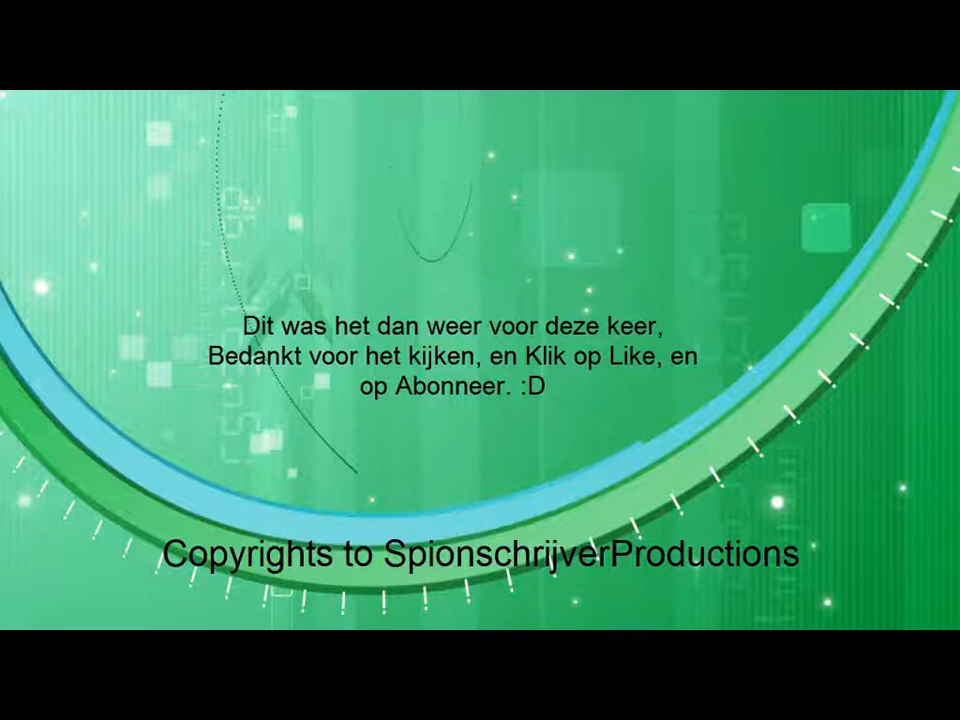 Dit was het dan weer voor deze keer,
Bedankt voor het kijken, en Klik op Like, en
op Abonneer. :D
Copyrights to SpionschrijverProductions